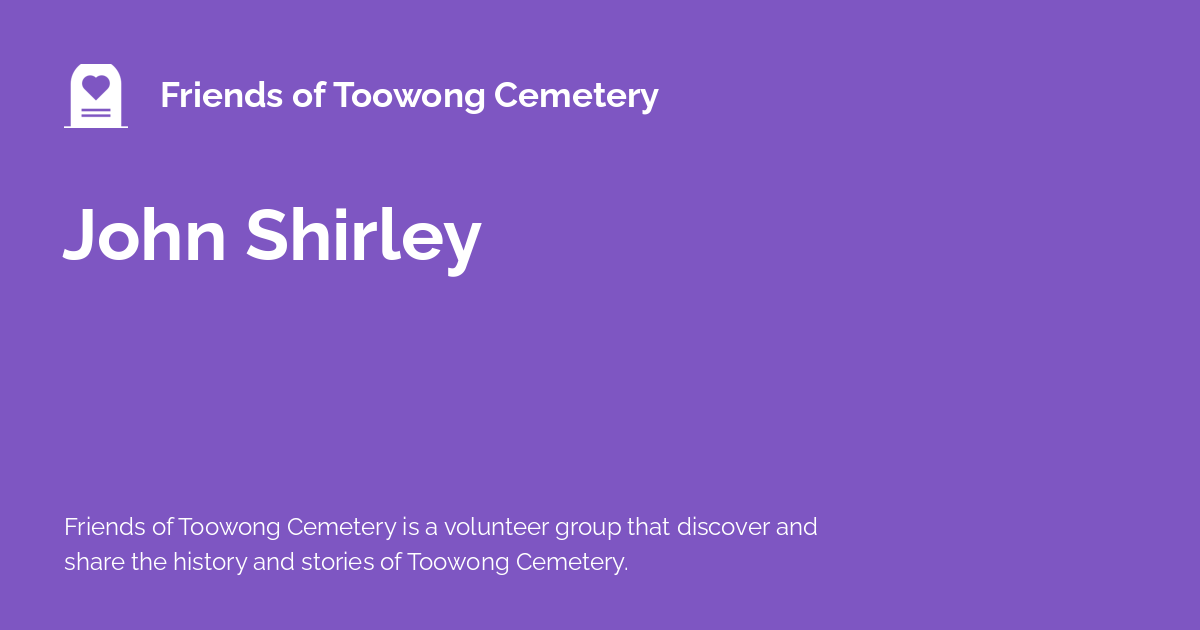 Friends of Toowong Cemetery
John Shirley
Friends of Toowong Cemetery is a volunteer group that discover and
share the history and stories of Toowong Cemetery.